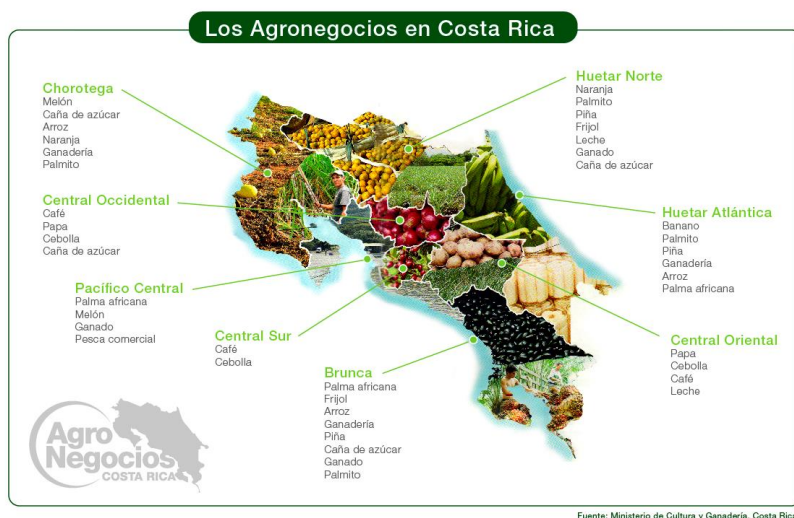 Los Agronegocios en Costa Rica
Chorotega
Melón
Caña de azúcar
Arroz
Naranja
Ganadería
Palmito
Central Occidental
Café
Papa
Cebolla
Caña de azúcar
Pacífico Central
Palma africana
Melón
Ganado
Pesca comercial
Central Sur
Café
Cebolla
Brunca
Palma africana
Frijol
Arroz
Ganadería
Piña
Caña de azúcar
Ganado
Palmito
Huetar Norte
Naranja
Palmito
Piña
Frijol
Leche
Ganado
Caña de azúcar
Huetar Atlántica
Banano
Palmito
Piña
Ganadería
Arroz
Palma africana
Central Oriental
Papa
Cebolla
Café
Leche
Agro
Negocios
COSTA RICA
Fuente: Ministerio de Cultura y Ganadería. Costa Rica